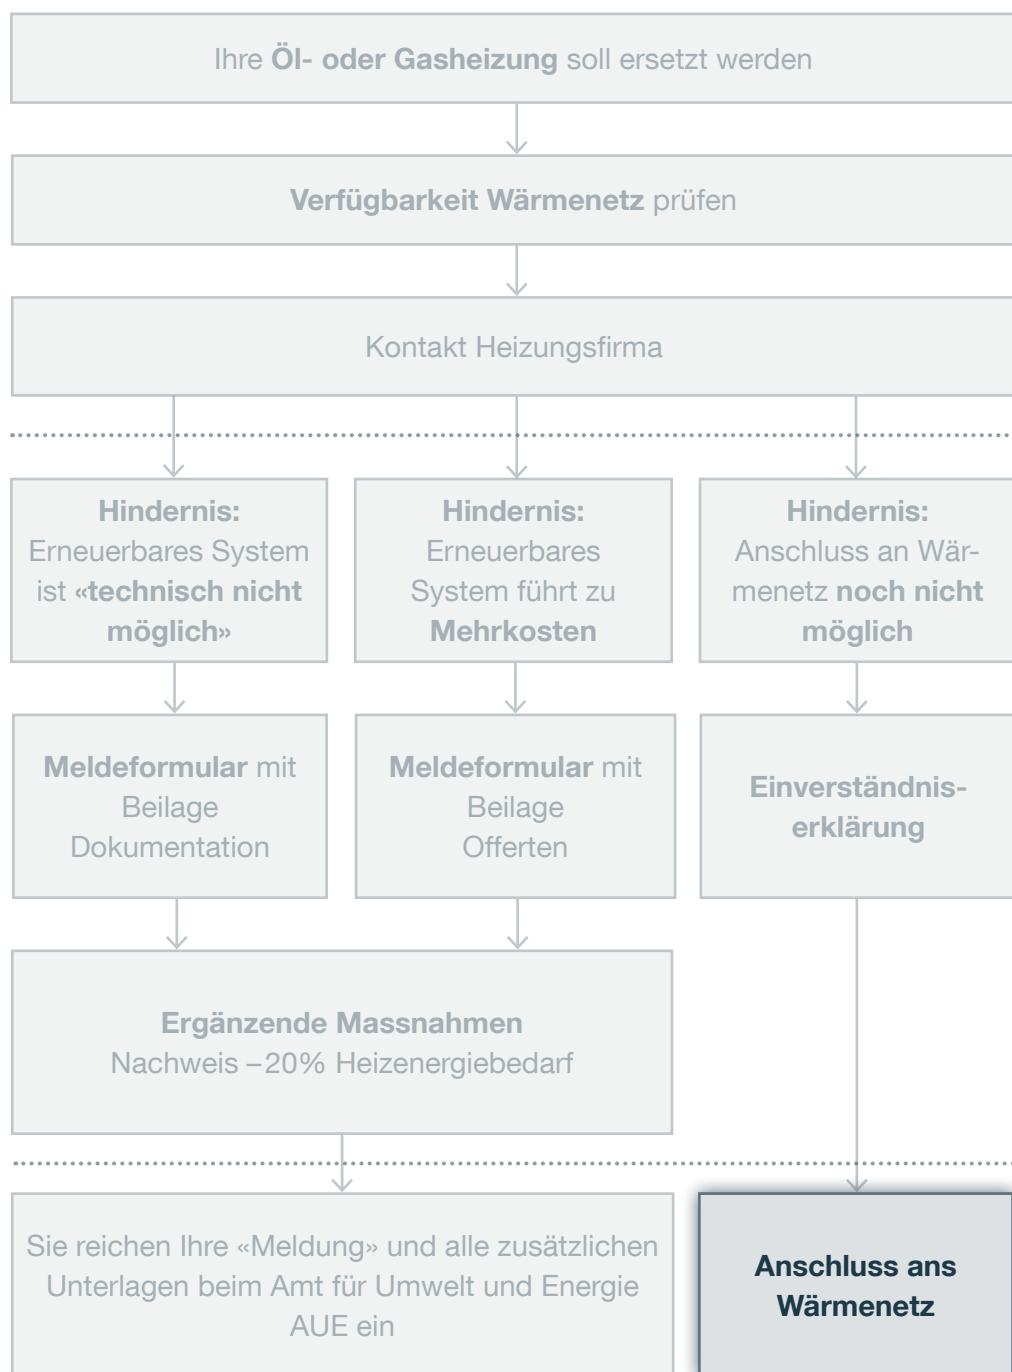 Ihre Öl- oder Gasheizung soll ersetzt werden
Verfügbarkeit Wärmenetz prüfen
Kontakt Heizungsfirma
Hindernis:
Erneuerbares System
ist «technisch nicht
möglich»
Hindernis:
Erneuerbares
System führt zu
Mehrkosten
Hindernis:
Anschluss an Wär-
menetz noch nicht
möglich
Meldeformular mit
Beilage
Dokumentation
Meldeformular mit
Beilage
Offerten
Einverständnis-
erklärung
Ergänzende Massnahmen
Nachweis –20% Heizenergiebedarf
Sie reichen Ihre «Meldung» und alle zusätzlichen
Unterlagen beim Amt für Umwelt und Energie
AUE ein
Anschluss ans
Wärmenetz